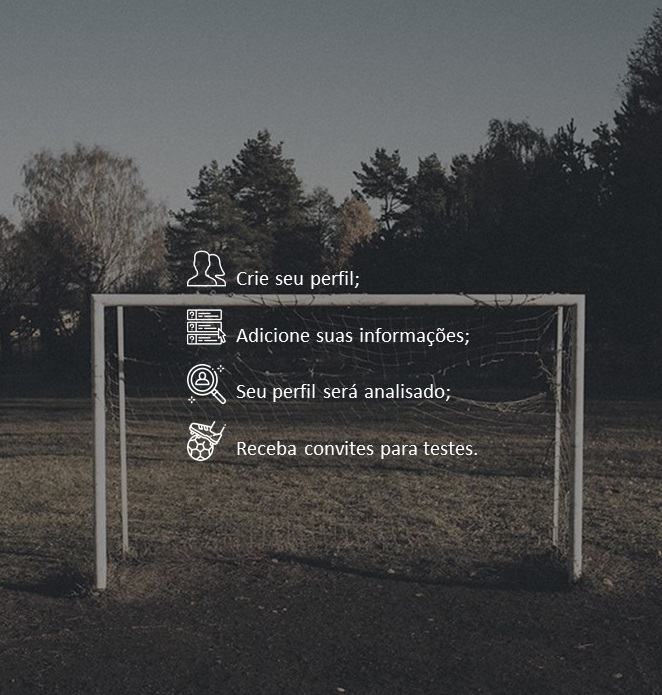 Crie seu perfil;
Adicione suas informações;
Seu perfil será analisado;
Receba convites para testes.